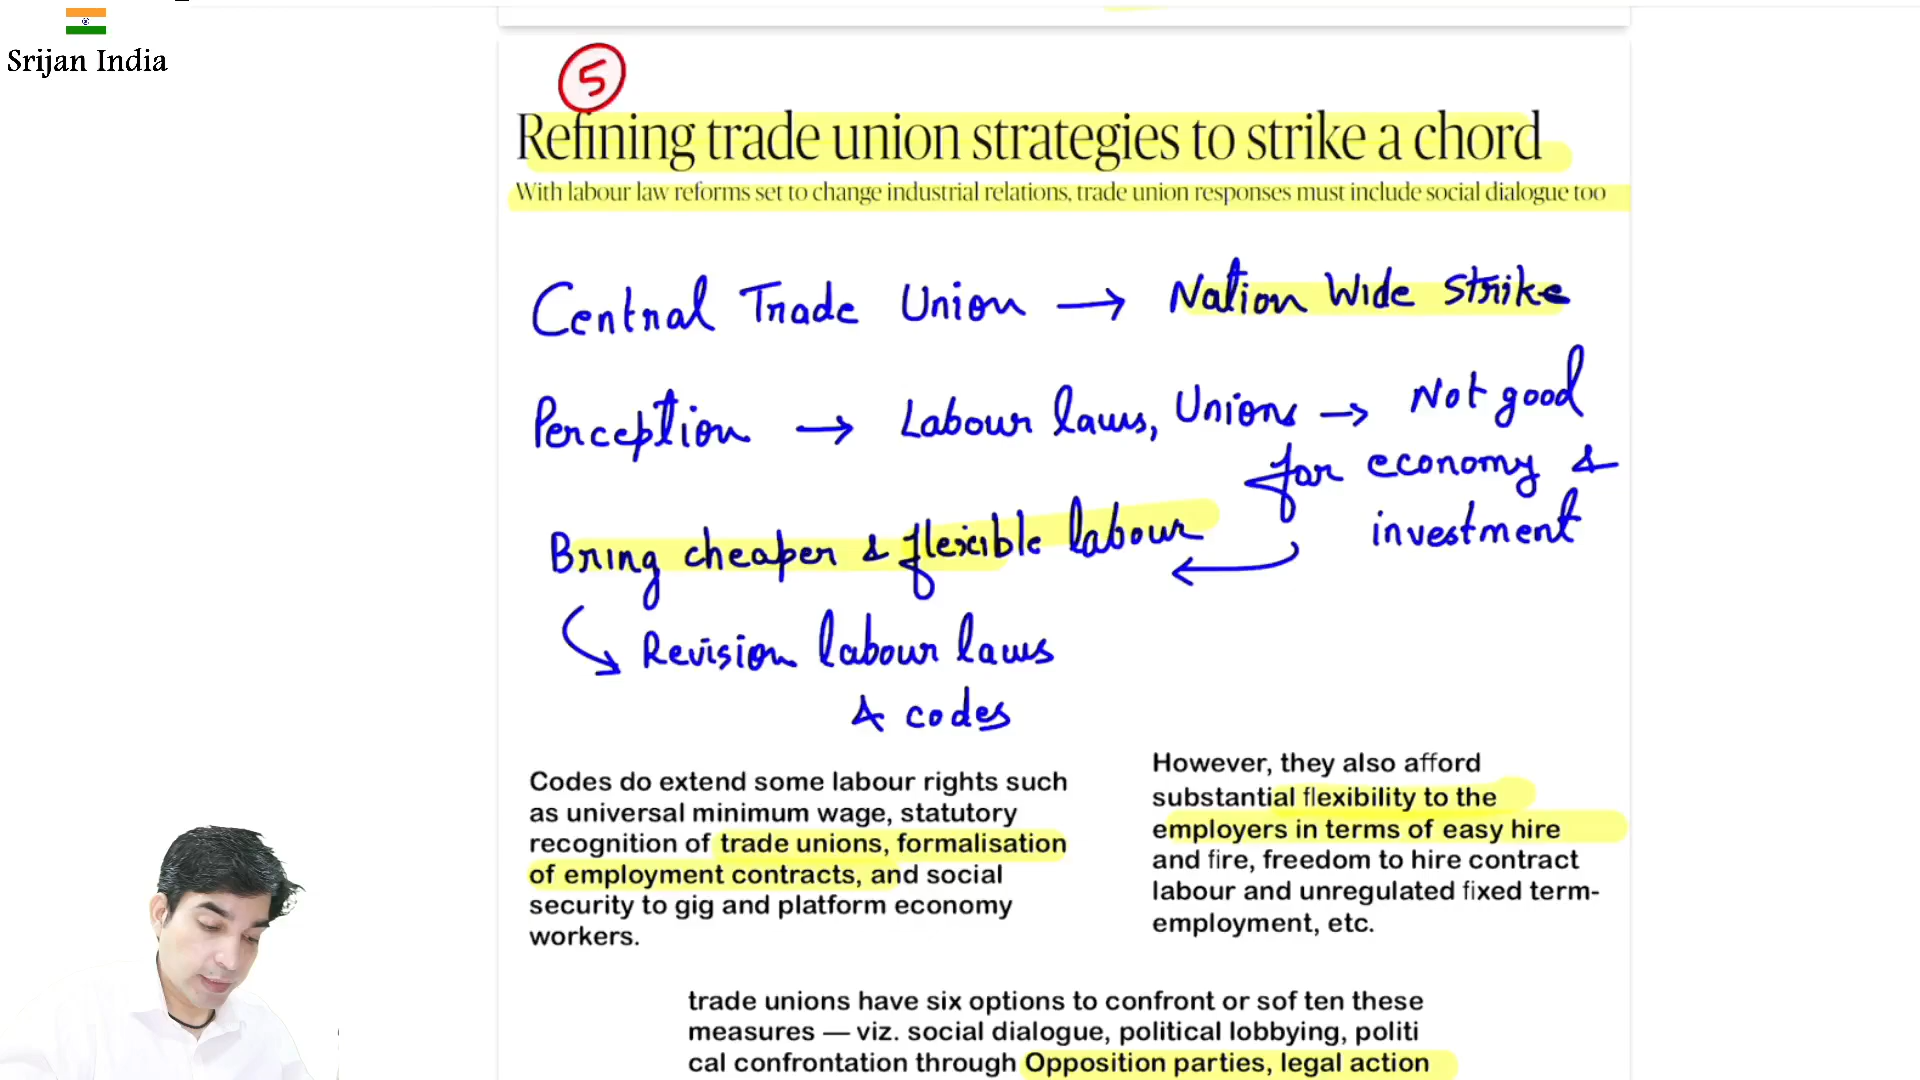 Srijan India
5
Refining trade union strategies to strike a chord
With labour law reforms set to change industrial relations, trade union responses must include social dialogue too
Central Trade Union → Nation Wide Strike
Perception → Labour laws, Unions → Not good
for economy &
investment
Bring cheaper & flexible labour
Revision labour laws
4 codes
Codes do extend some labour rights such
as universal minimum wage, statutory
recognition of trade unions, formalisation
of employment contracts, and social
security to gig and platform economy
workers.
However, they also afford
substantial flexibility to the
employers in terms of easy hire
and fire, freedom to hire contract
labour and unregulated fixed term-
employment, etc.
trade unions have six options to confront or sof ten these
measures — viz. social dialogue, political lobbying, politi
cal confrontation through Opposition parties, legal action